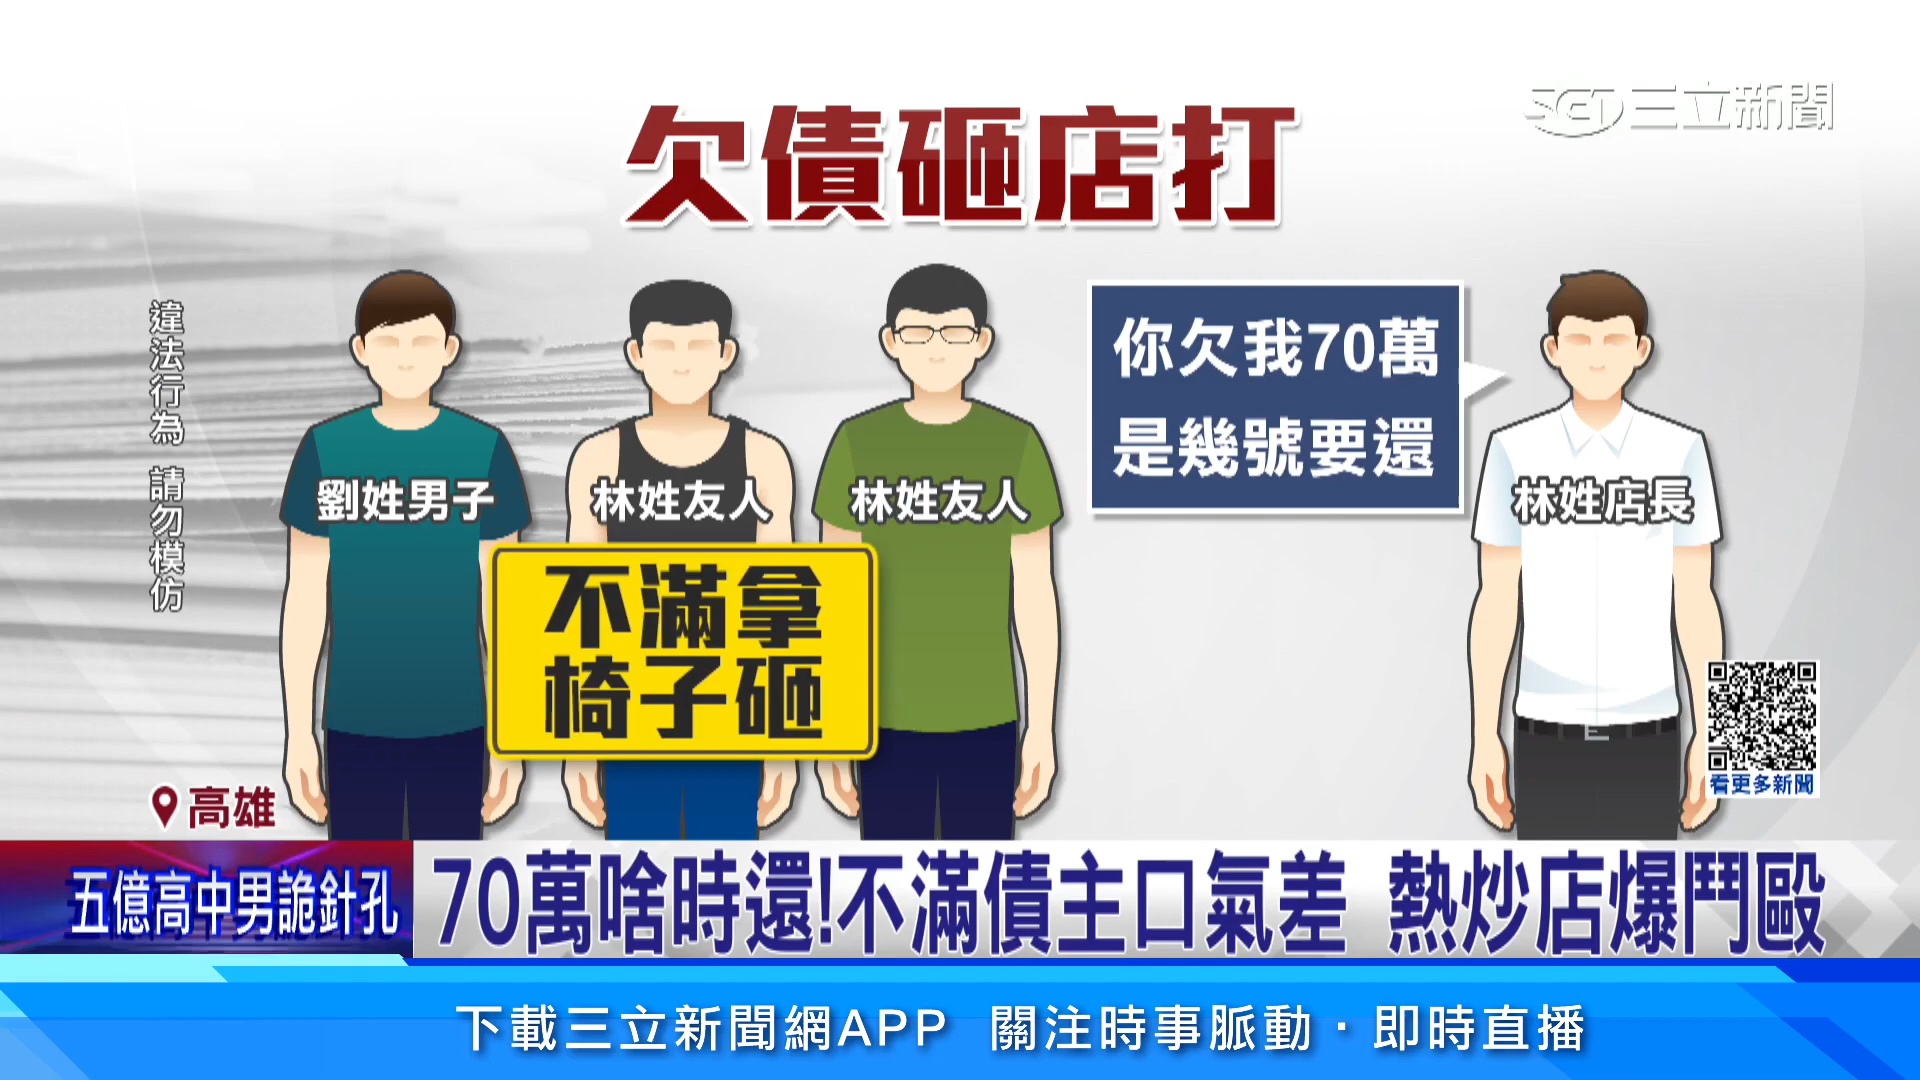 SET三立新聞
欠債砸店打
違法行為 請勿模仿
你欠我70萬
是幾號要還
劉姓男子
林姓友人
林姓友人
林姓店長
不滿拿
椅子砸
看更多新聞
高雄
五億高中男詭針孔
70萬啥時還!不滿債主口氣差 熱炒店爆鬥毆
下載三立新聞網APP 關注時事脈動·即時直播